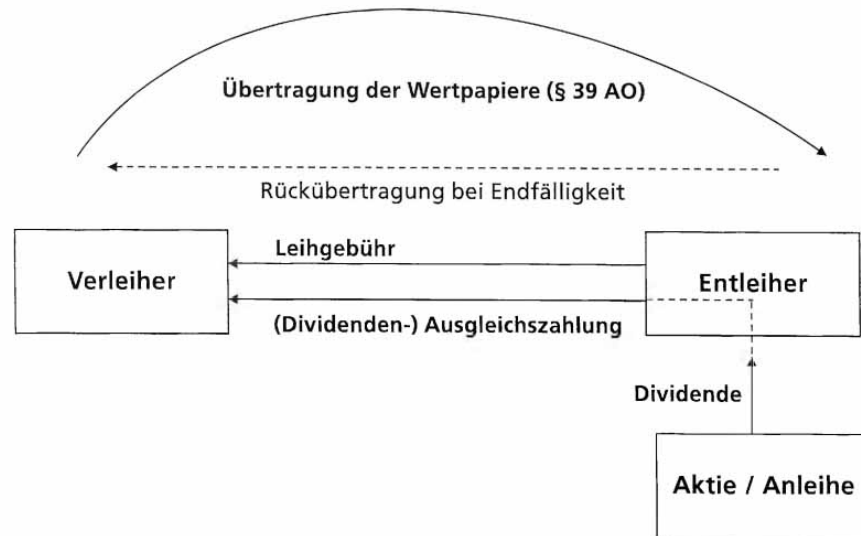 Übertragung der Wertpapiere (§ 39 AO)
Rückübertragung bei Endfälligkeit
Leihgebühr
Verleiher
Entleiher
(Dividenden-) Ausgleichszahlung
Dividende
Aktie / Anleihe